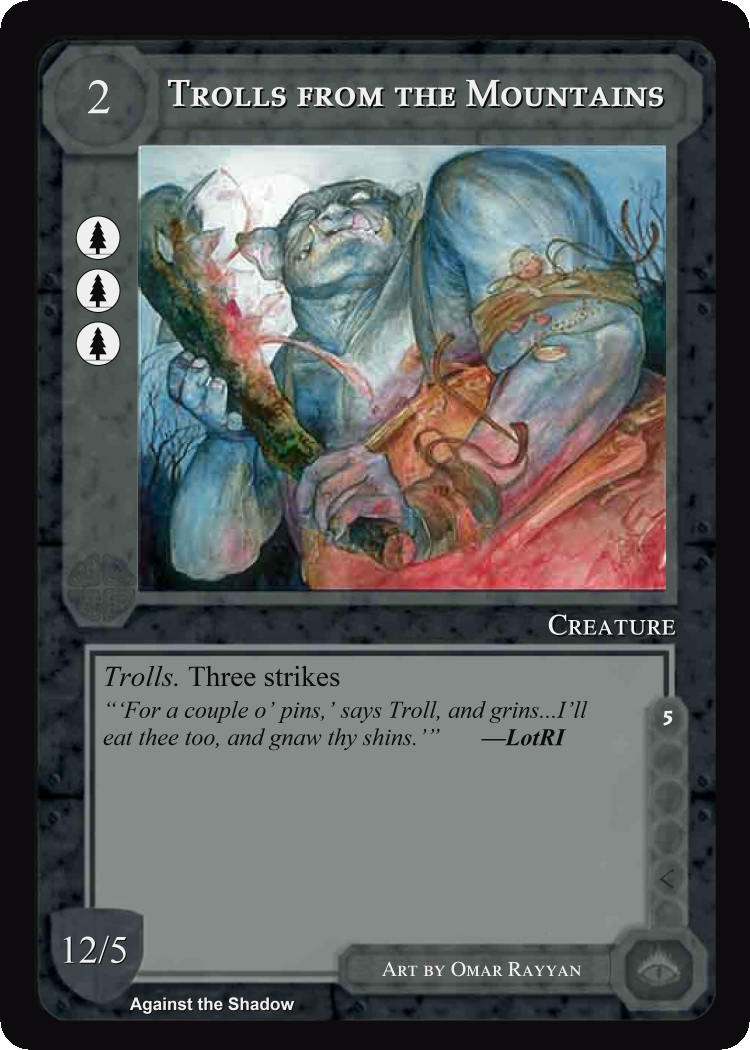 2
TROLLS FROM THE MOUNTAINS
CREATURE
Trolls. Three strikes
“‘For a couple o’ pins,’ says Troll, and grins...I’ll
eat thee too, and gnaw thy shins.’” —LotRI
5
<
12/5
ART BY OMAR RAYYAN
Against the Shadow